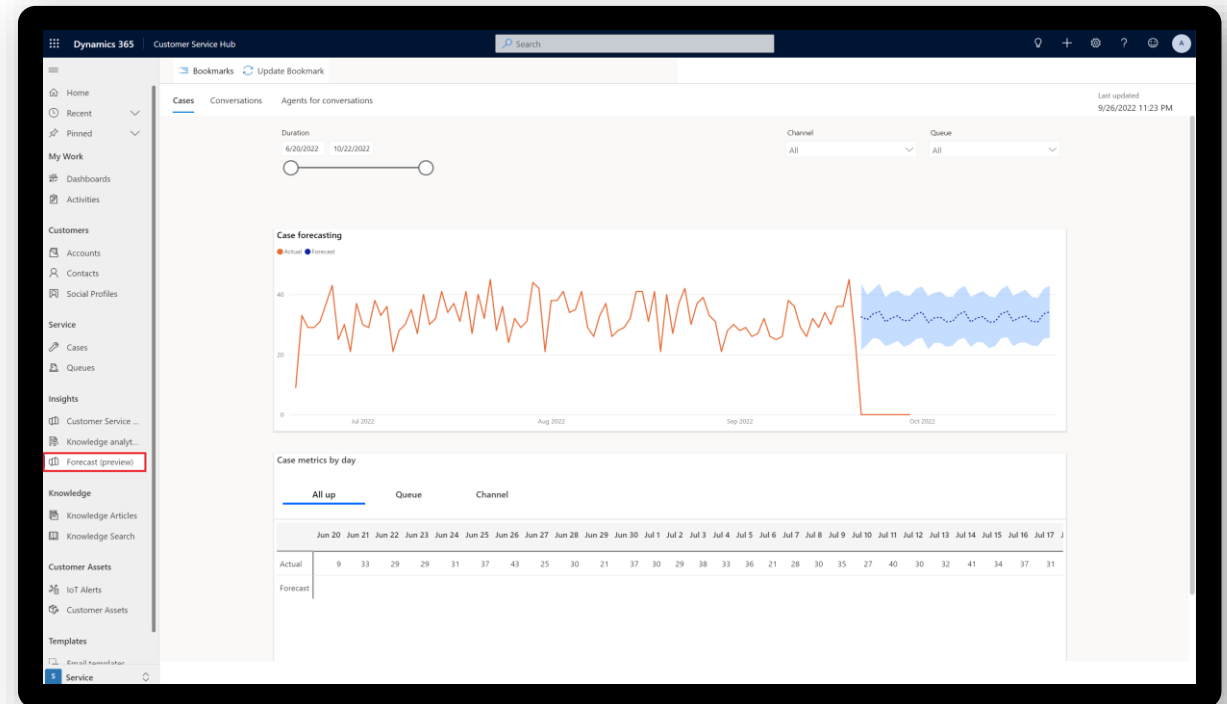 Dynamics 365 Customer Service Hub Search A
Bookmarks Update Bookmark
Home
Recent
Pinned
My Work
Dashboards
Activities
Customers
Accounts
Contacts
Social Profiles
Service
Cases
Queues
Insights
Customer Service ...
Knowledge analyt...
Forecast (preview)
Knowledge
Knowledge Articles
Knowledge Search
Customer Assets
IoT Alerts
Customer Assets
Templates
Email templates
S Service
Cases Conversations Agents for conversations
Last updated
9/26/2022 11:23 PM
Duration
6/20/2022 10/22/2022
Channel
All
Queue
All
Case forecasting
Actual Forecast
40
20
0
Jul 2022 Aug 2022 Sep 2022 Oct 2022
Case metrics by day
All up Queue Channel
Jun 20 Jun 21 Jun 22 Jun 23 Jun 24 Jun 25 Jun 26 Jun 27 Jun 28 Jun 29 Jun 30 Jul 1 Jul 2 Jul 3 Jul 4 Jul 5 Jul 6 Jul 7 Jul 8 Jul 9 Jul 10 Jul 11 Jul 12 Jul 13 Jul 14 Jul 15 Jul 16 Jul 17 J
Actual 9 33 29 29 31 37 43 25 30 21 37 30 29 38 33 36 21 28 30 35 27 40 30 32 41 34 37 31
Forecast